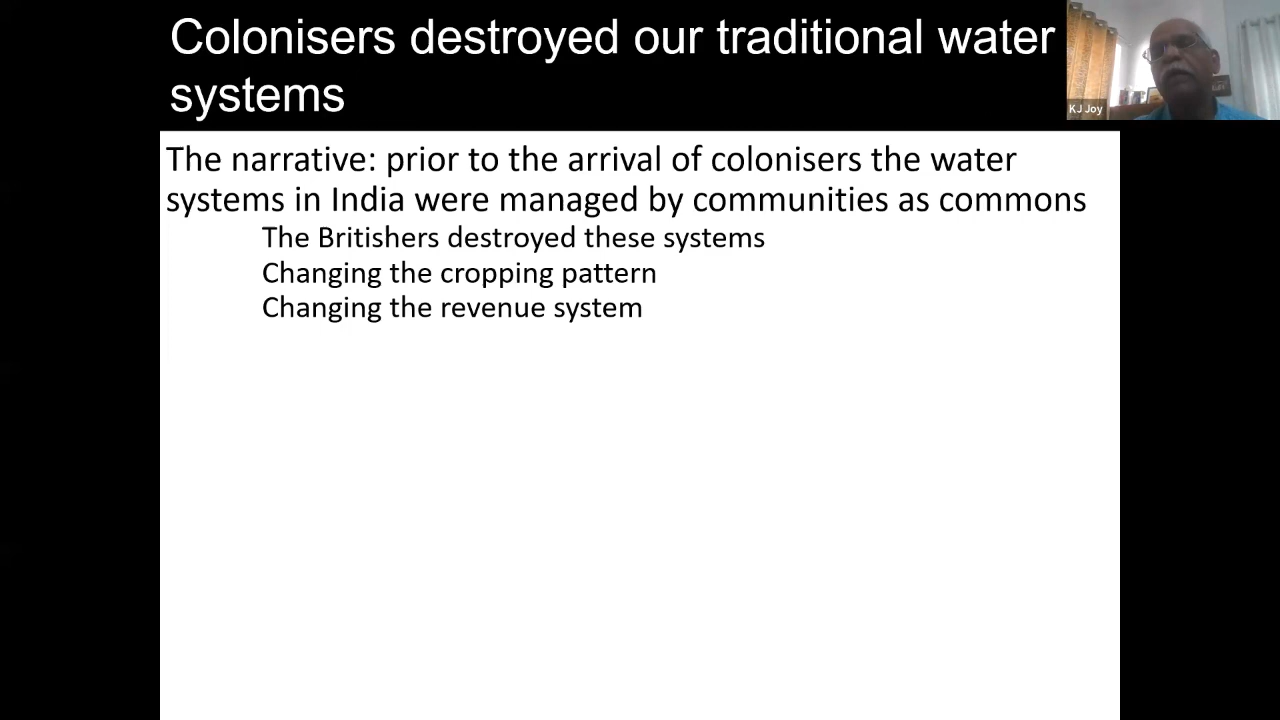 Colonisers destroyed our traditional water
systems
KJ Joy
The narrative: prior to the arrival of colonisers the water
systems in India were managed by communities as commons
The Britishers destroyed these systems
Changing the cropping pattern
Changing the revenue system